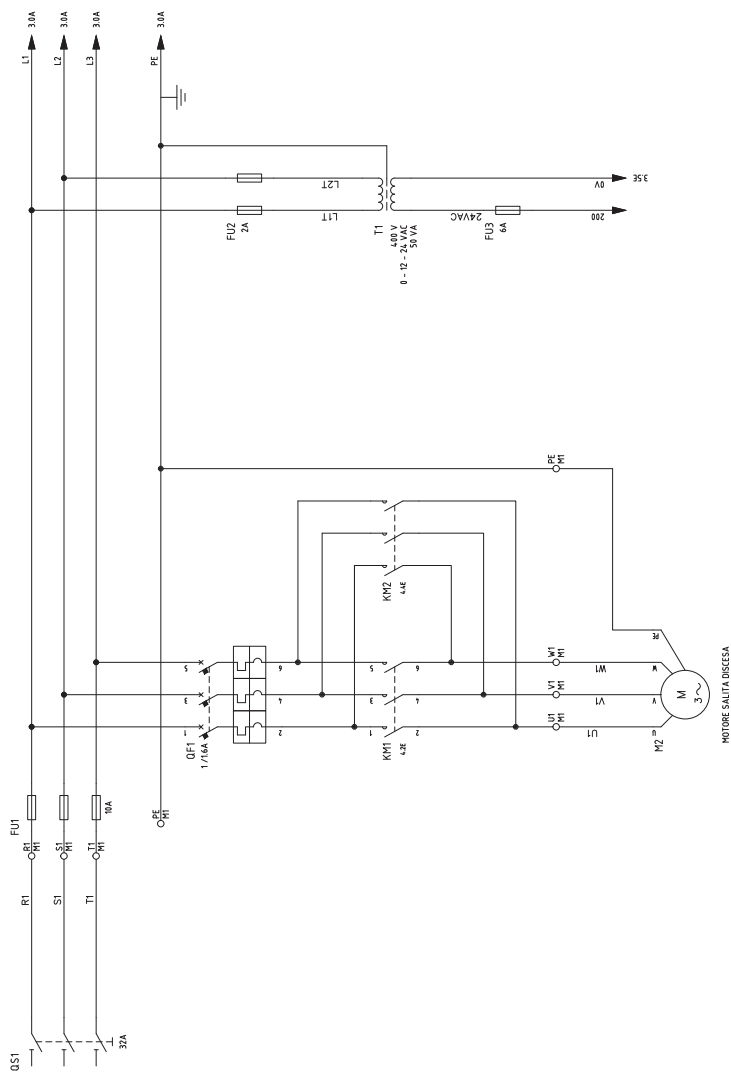 QS1
32A
R1
S1
T1
R1
M1
S1
M1
T1
M1
FU1
10A
PE
M1
L1
3.0A
L2
3.0A
L3
3.0A
PE
3.0A
QF1
1 /1.6A
1
3
5
2
4
6
KM1
4.2E
1
3
5
2
4
6
KM2
4.4E
U1
M1
V1
M1
W1
M1
PE
M1
U1
V1
W1
U
V
W
PE
M2
M
3~
MOTORE SALITA DISCESA
FU2
2A
L1T
L2T
T1
400 V
0 - 12 - 24 VAC
50 VA
24VAC
FU3
6A
200
0V
3.5E